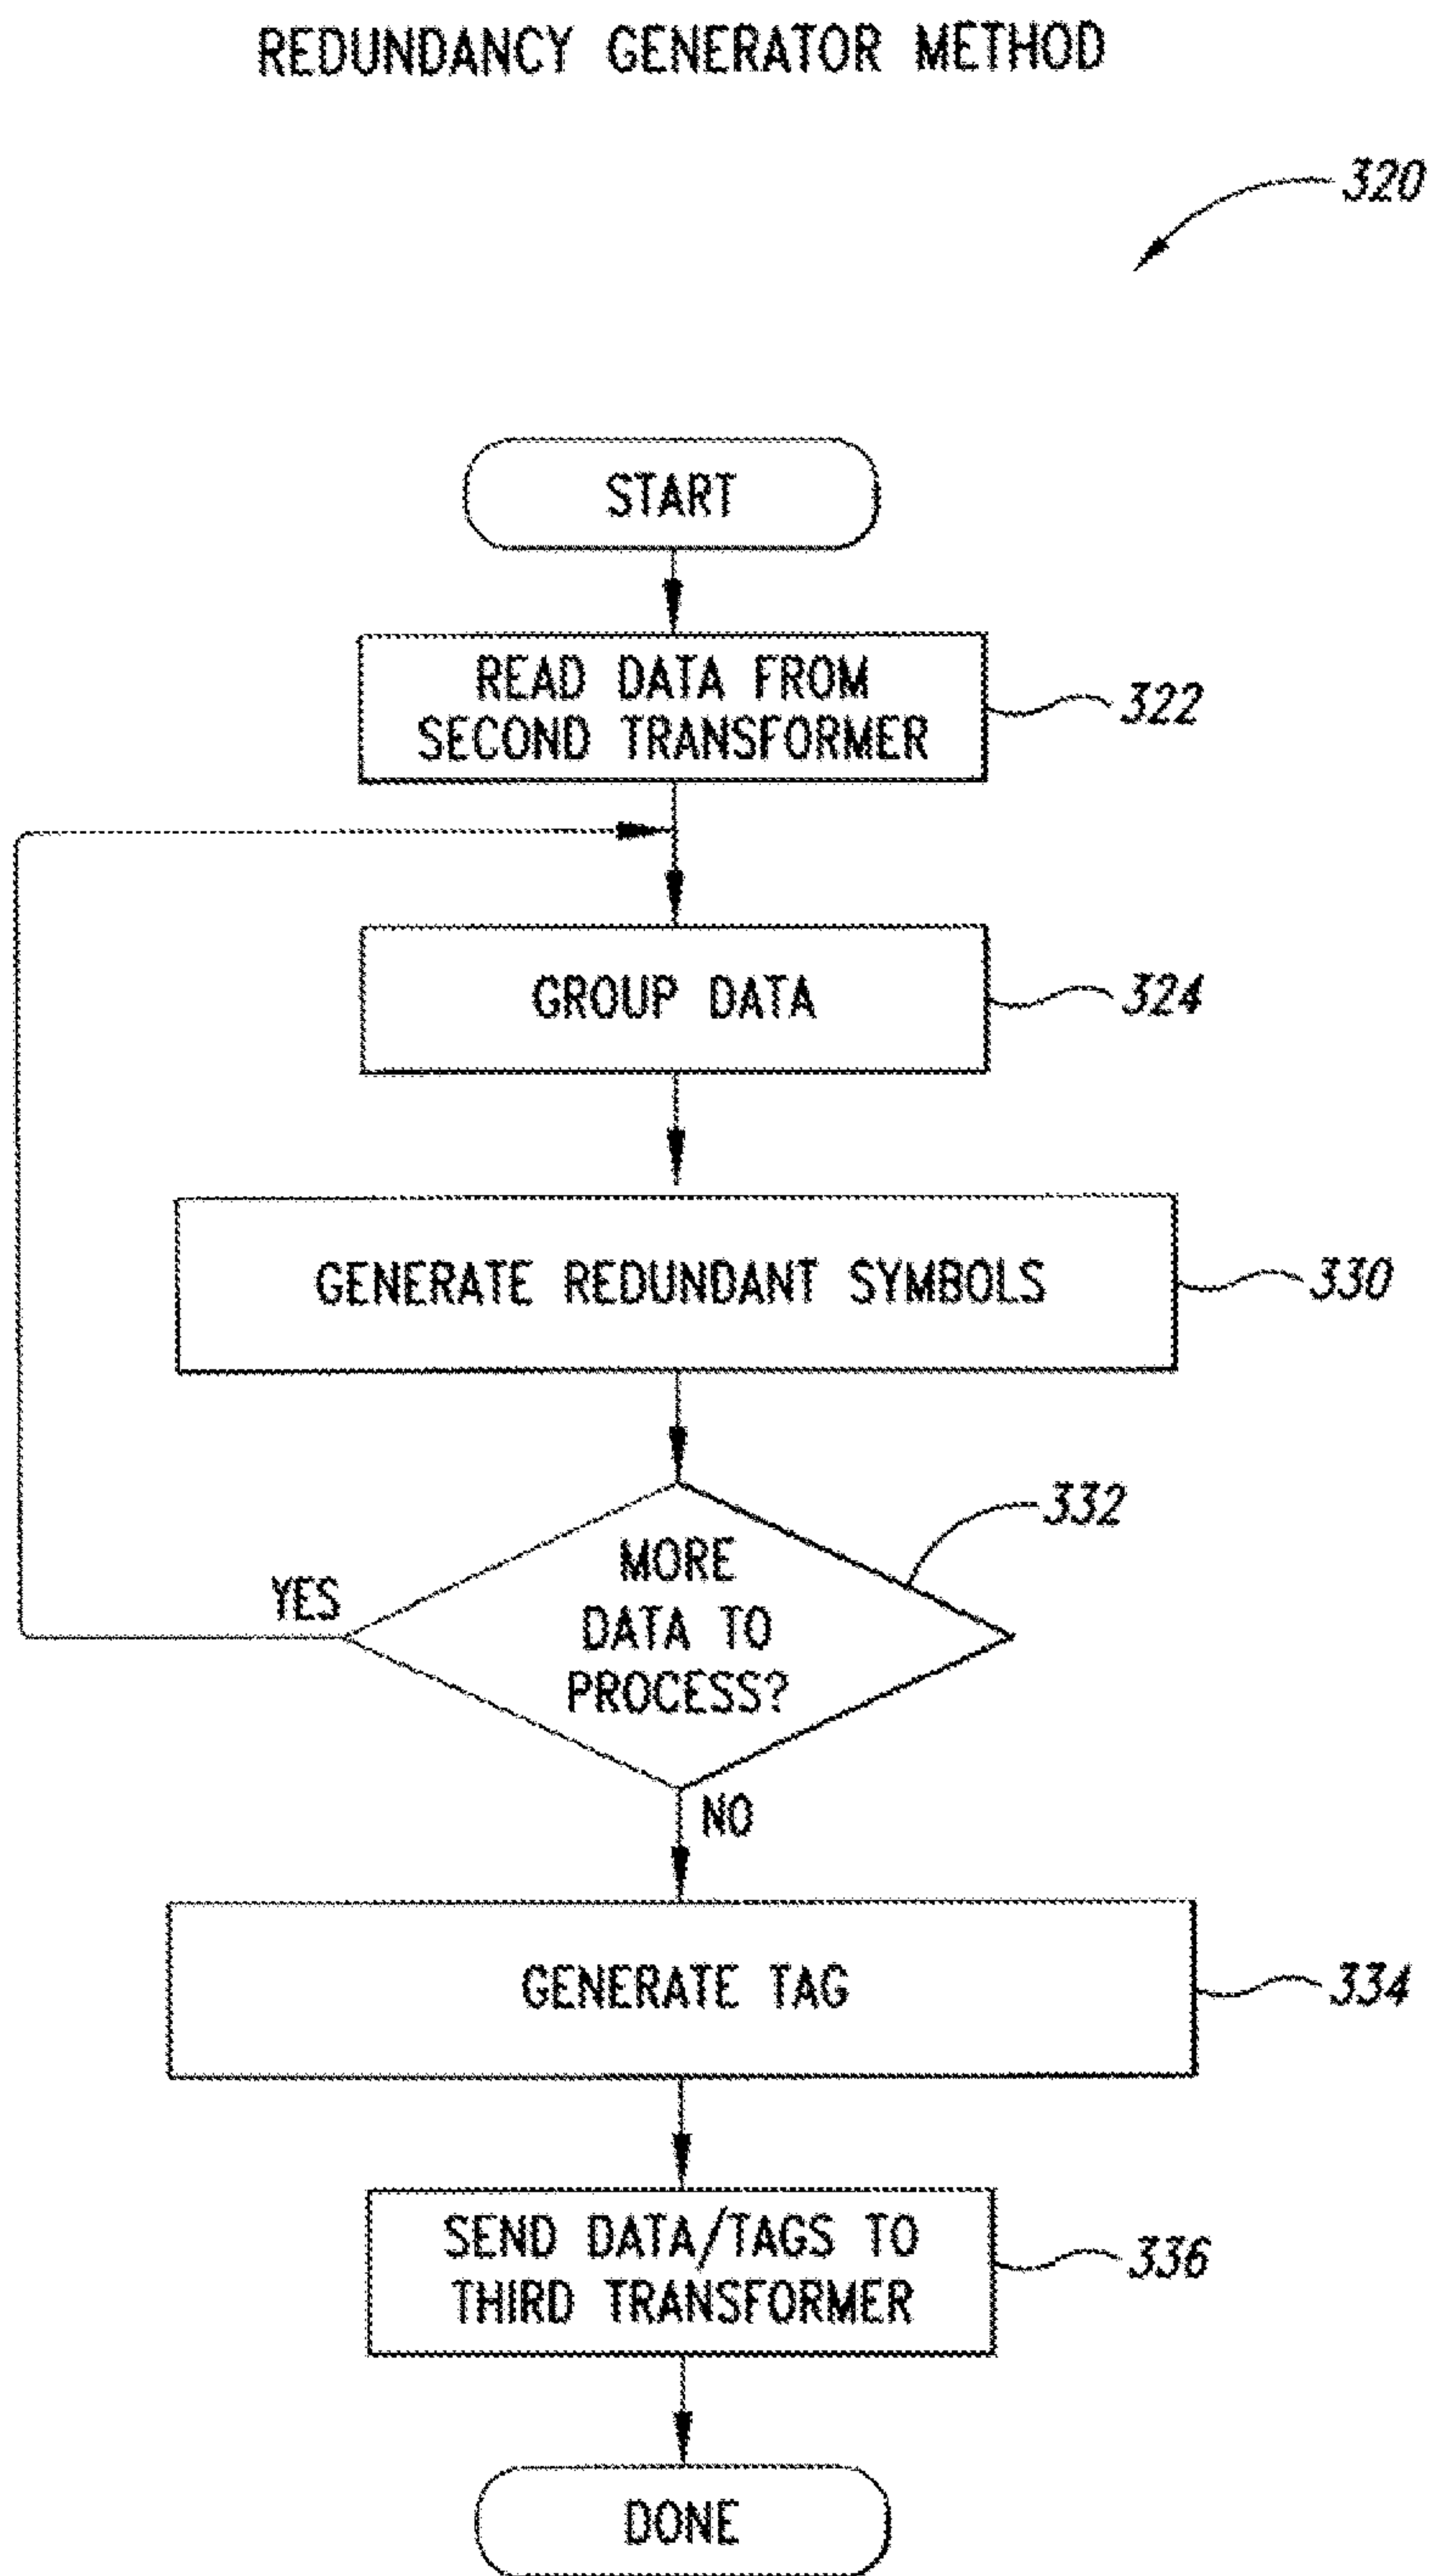 REDUNDANCY GENERATOR METHOD
320
START
READ DATA FROM
SECOND TRANSFORMER
322
GROUP DATA
324
GENERATE REDUNDANT SYMBOLS
330
332
MORE
DATA TO
PROCESS?
YES
NO
GENERATE TAG
334
SEND DATA/TAGS TO
THIRD TRANSFORMER
336
DONE